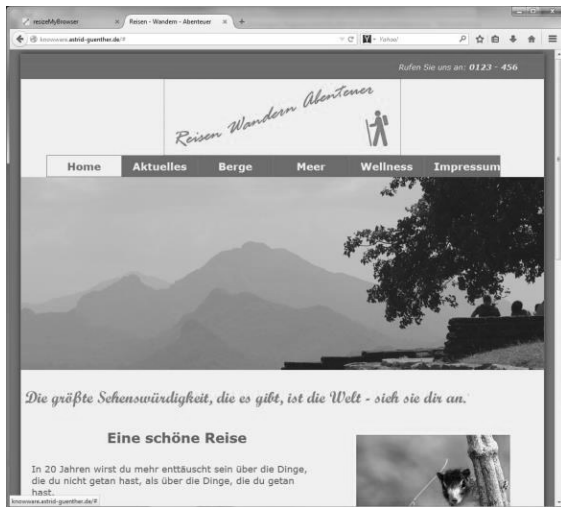 resizeMyBrowser
Reisen - Wandern - Abenteuer
knowware.astrid-guenther.de/#
Yahoo!
Rufen Sie uns an: 0123 - 456
Reisen Wandern Abenteuer
Home Aktuelles Berge Meer Wellness Impressum
Die größte Sehenswürdigkeit, die es gibt, ist die Welt - sieh sie dir an.
Eine schöne Reise
In 20 Jahren wirst du mehr enttäuscht sein über die Dinge,
die du nicht getan hast, als über die Dinge, die du getan
hast.
knowware.astrid-guenther.de/#